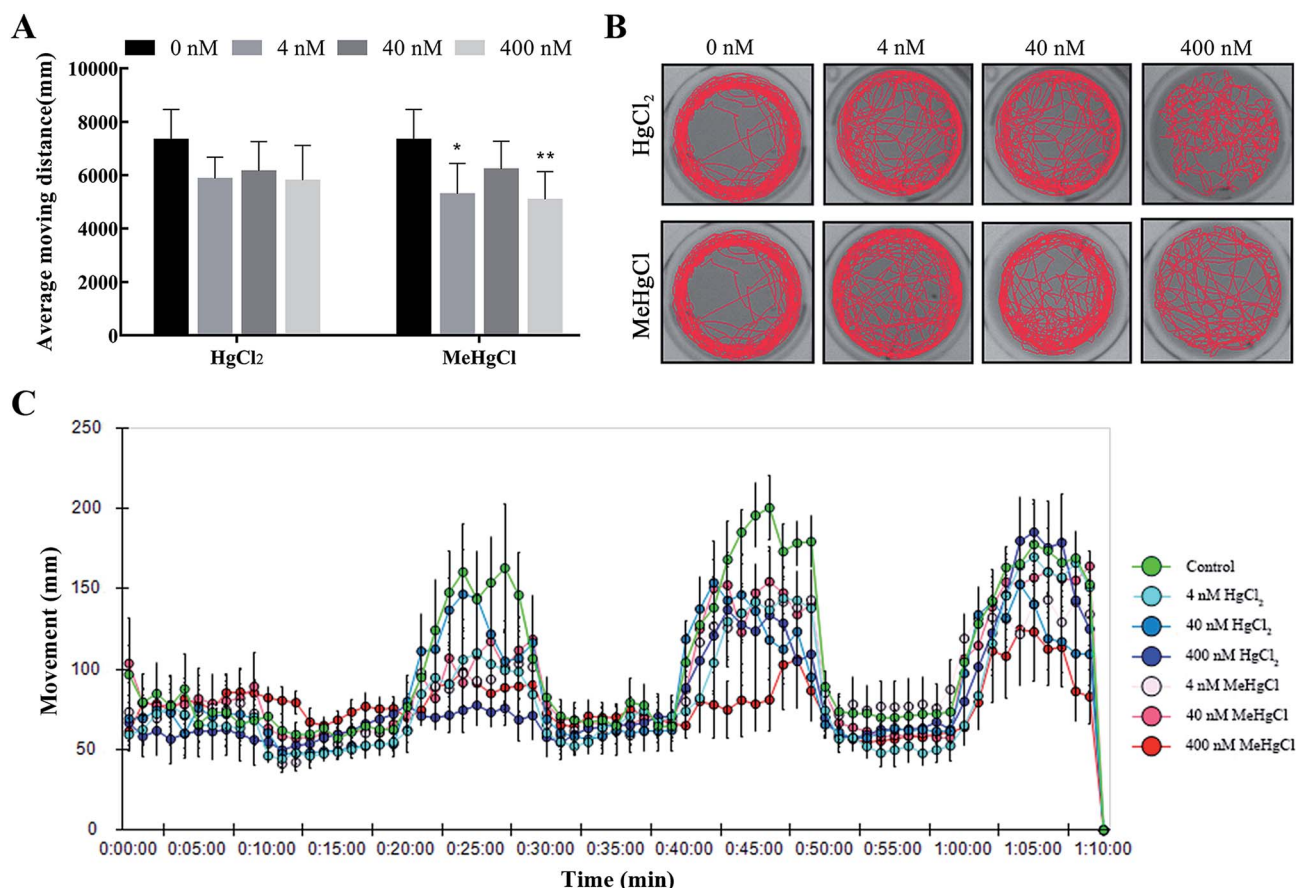 A
0 nM 4 nM 40 nM 400 nM
Average moving distance(mm)
10000
8000
6000
4000
2000
0
* **
HgCl₂ MeHgCl
B
0 nM 4 nM 40 nM 400 nM
HgCl₂
MeHgCl
C
Movement (mm)
250
200
150
100
50
0
0:00:00 0:05:00 0:10:00 0:15:00 0:20:00 0:25:00 0:30:00 0:35:00 0:40:00 0:45:00 0:50:00 0:55:00 1:00:00 1:05:00 1:10:00
Time (min)
Control
4 nM HgCl₂
40 nM HgCl₂
400 nM HgCl₂
4 nM MeHgCl
40 nM MeHgCl
400 nM MeHgCl